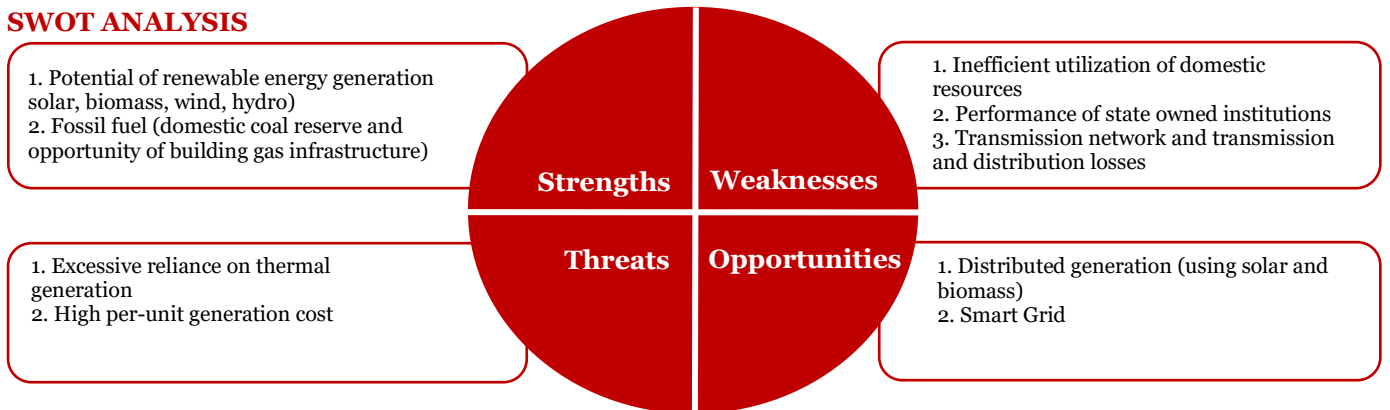 SWOT ANALYSIS
1. Potential of renewable energy generation
solar, biomass, wind, hydro)
2. Fossil fuel (domestic coal reserve and
opportunity of building gas infrastructure)
Strengths
Weaknesses
1. Inefficient utilization of domestic
resources
2. Performance of state owned institutions
3. Transmission network and transmission
and distribution losses
1. Excessive reliance on thermal
generation
2. High per-unit generation cost
Threats
Opportunities
1. Distributed generation (using solar and
biomass)
2. Smart Grid